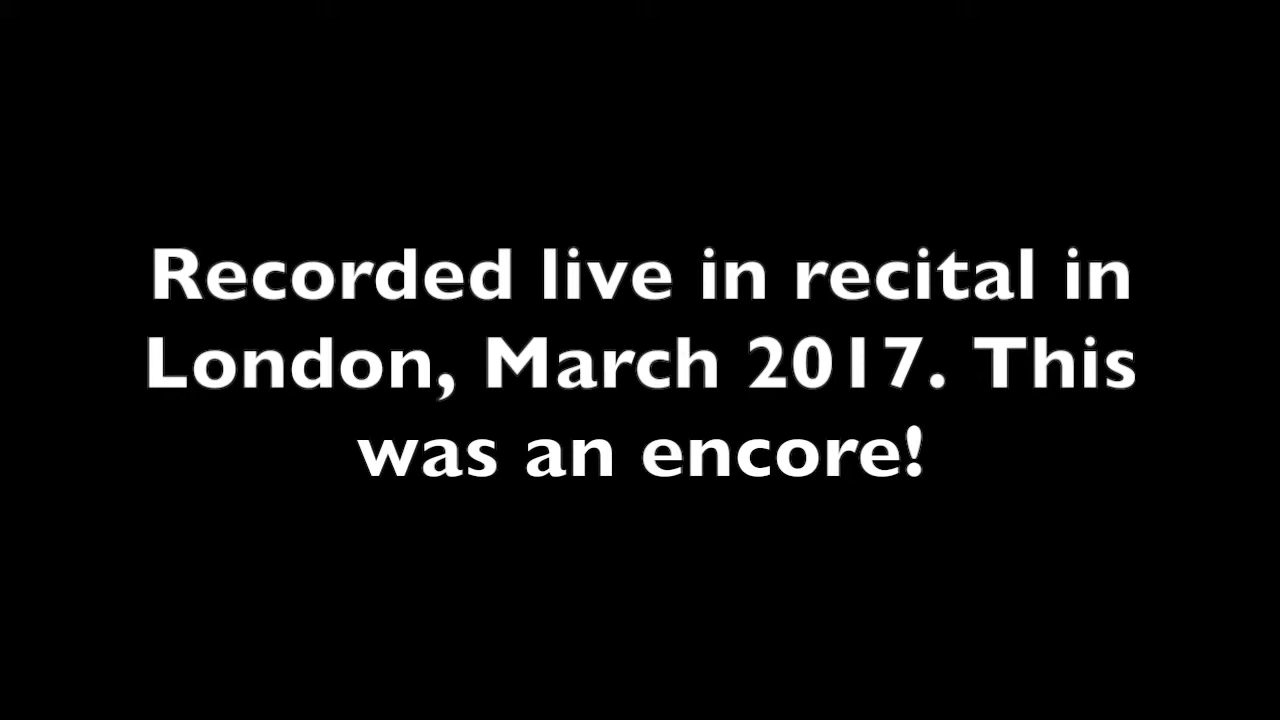 Recorded live in recital in
London, March 2017. This
was an encore!